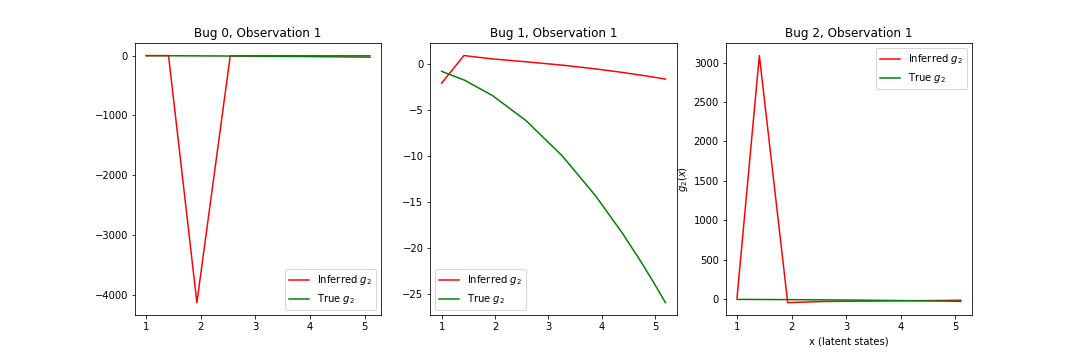 Bug 0, Observation 1
0
−1000
−2000
−3000
−4000
1 2 3 4 5
Inferred g₂
True g₂
Bug 1, Observation 1
0
−5
−10
−15
−20
−25
1 2 3 4 5
Inferred g₂
True g₂
Bug 2, Observation 1
g₂(x)
3000
2500
2000
1500
1000
500
0
1 2 3 4 5
x (latent states)
Inferred g₂
True g₂